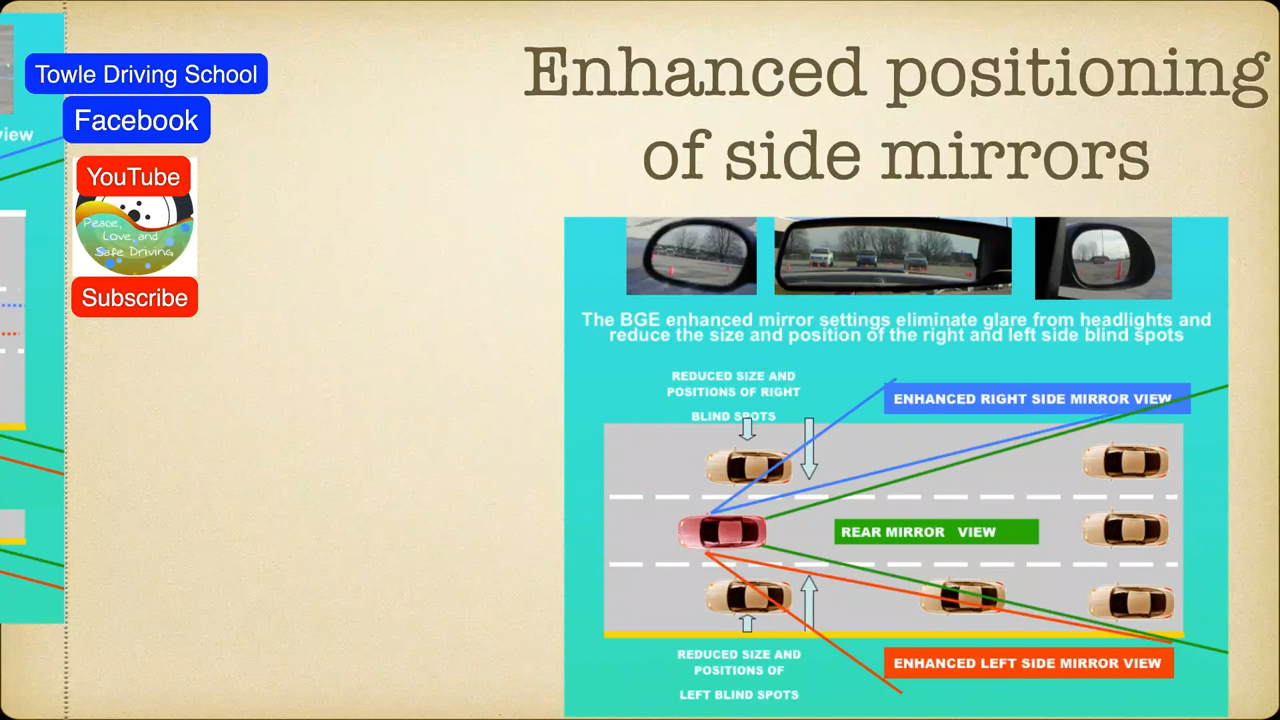 Enhanced positioning
of side mirrors
Towle Driving School
Facebook
YouTube
Peace,
Love, and
Safe Driving
Subscribe
view
The BGE enhanced mirror settings eliminate glare from headlights and
reduce the size and position of the right and left side blind spots
REDUCED SIZE AND
POSITIONS OF RIGHT
BLIND SPOTS
ENHANCED RIGHT SIDE MIRROR VIEW
REAR MIRROR VIEW
REDUCED SIZE AND
POSITIONS OF
LEFT BLIND SPOTS
ENHANCED LEFT SIDE MIRROR VIEW